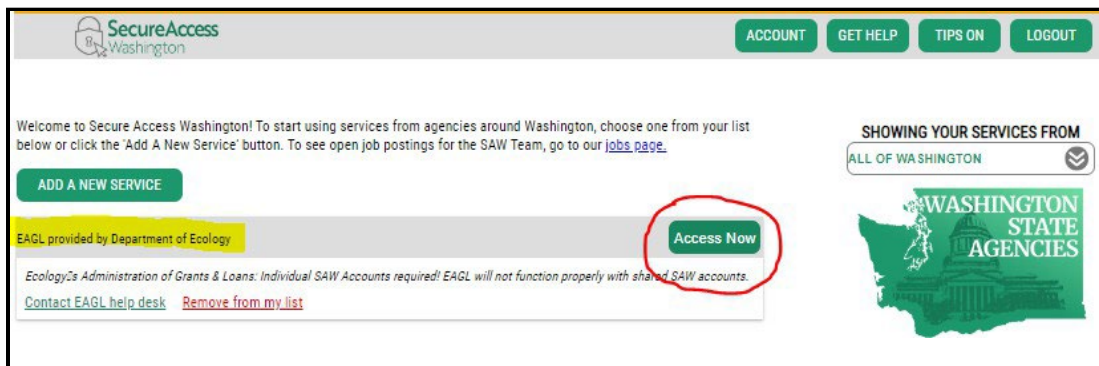 SecureAccess
Washington
ACCOUNT
GET HELP
TIPS ON
LOGOUT
Welcome to Secure Access Washington! To start using services from agencies around Washington, choose one from your list
below or click the 'Add A New Service' button. To see open job postings for the SAW Team, go to our jobs page.
ADD A NEW SERVICE
SHOWING YOUR SERVICES FROM
ALL OF WASHINGTON
WASHINGTON
STATE
AGENCIES
EAGL provided by Department of Ecology
Access Now
Ecology▯s Administration of Grants & Loans: Individual SAW Accounts required! EAGL will not function properly with shared SAW accounts.
Contact EAGL help desk Remove from my list